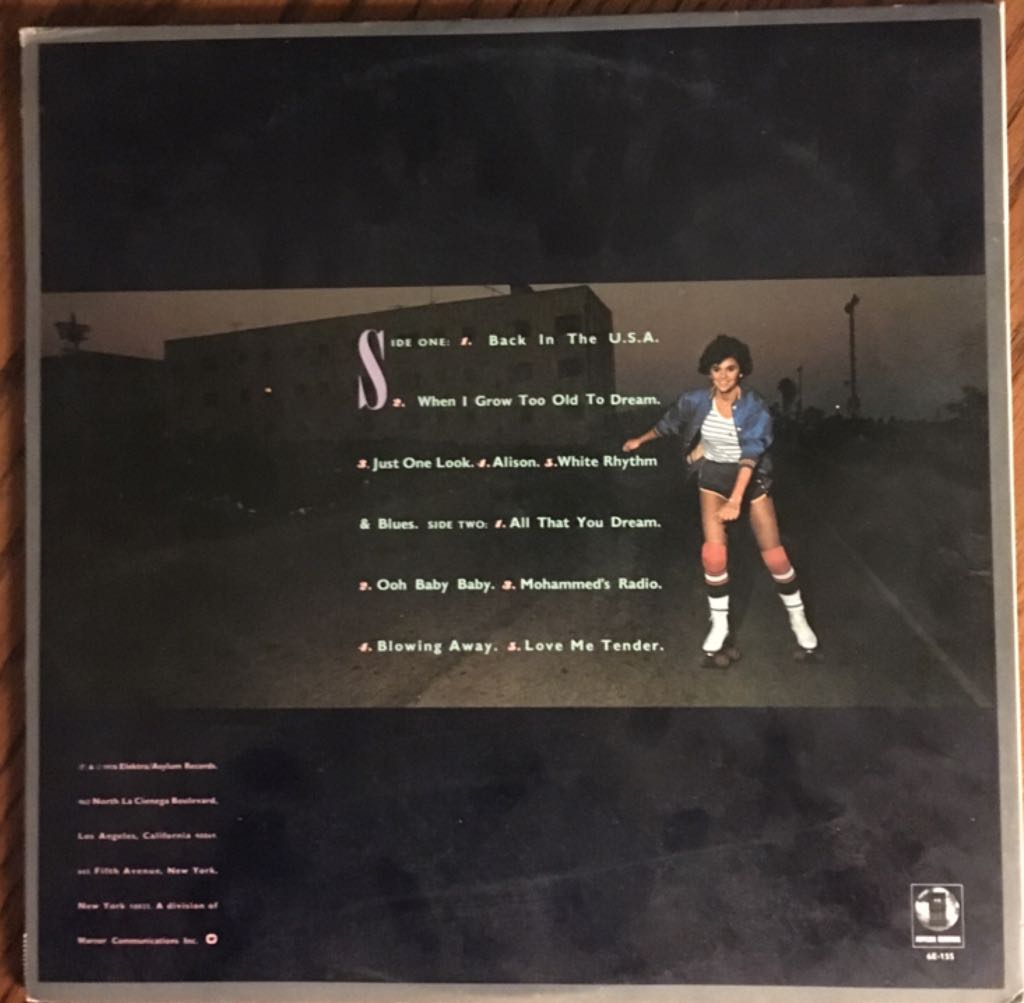 SIDE ONE: 1. Back In The U.S.A.
2. When I Grow Too Old To Dream.
3. Just One Look. 4. Alison. 5. White Rhythm
& Blues. SIDE TWO: 1. All That You Dream.
2. Ooh Baby Baby. 3. Mohammed's Radio.
4. Blowing Away. 5. Love Me Tender.
Elektra/Asylum Records.
North La Cienega Boulevard,
Los Angeles, California
Fifth Avenue, New York,
New York A division of
Warner Communications Inc.
ASYLUM RECORDS
6E-155